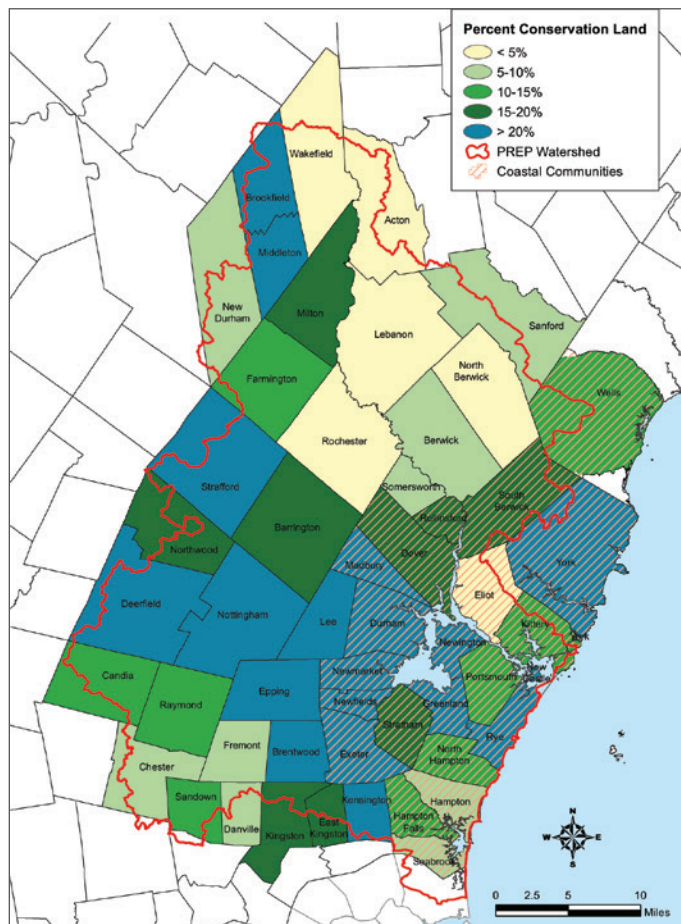 Percent Conservation Land
< 5%
5-10%
10-15%
15-20%
> 20%
PREP Watershed
Coastal Communities
Wakefield
Brookfield
Acton
Middleton
New
Durham
Milton
Sanford
Lebanon
North
Berwick
Farmington
Wells
Rochester
Berwick
Strafford
Somersworth
South
Berwick
Rollinsford
Barrington
Northwood
Dover
Madbury
York
Eliot
Deerfield
Nottingham
Lee
Durham
Kittery
Newington
York
Newmarket
New
Candia
Portsmouth
Epping
Newfields
Greenland
Raymond
Stratham
Rye
Fremont
Brentwood
Exeter
North
Hampton
Chester
Sandown
Kensington
Hampton
Danville
East
Kingston
Kingston
Hampton
Falls
Seabrook
N
W
E
S
0
2.5
5
10
Miles